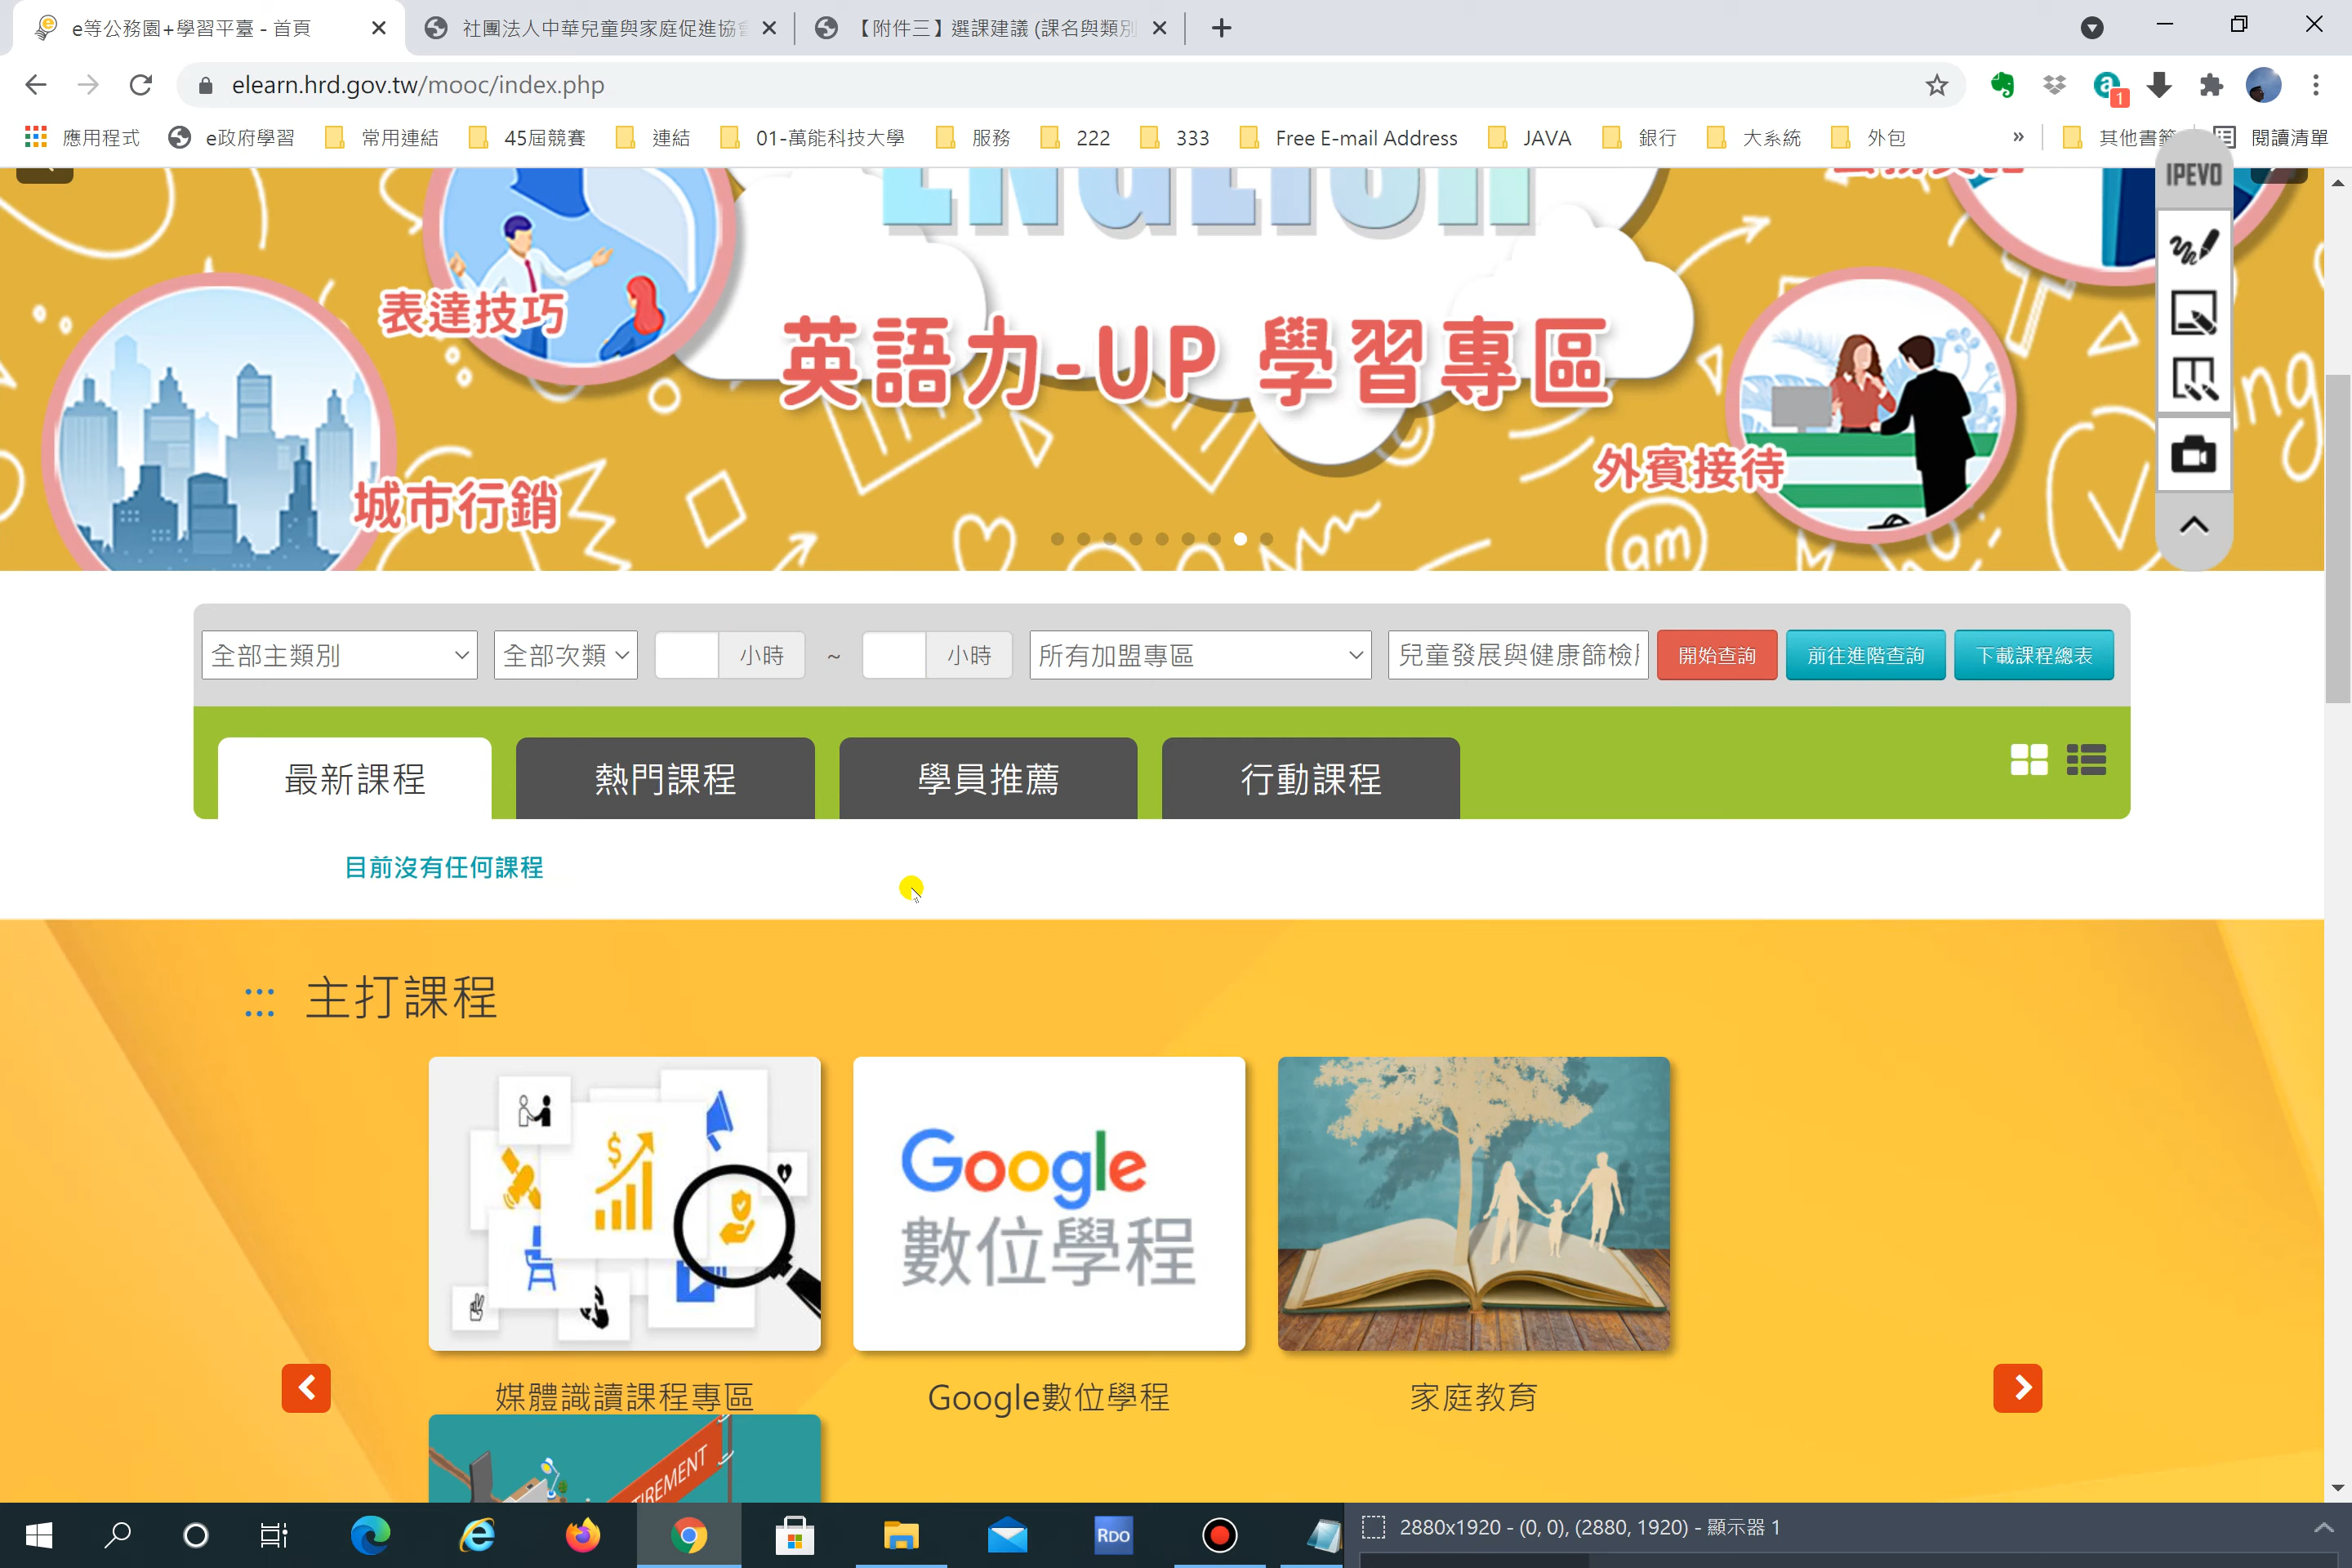 e等公務園+學習平臺 - 首頁
社團法人中華兒童與家庭促進協會
【附件三】選課建議 (課名與類別
elearn.hrd.gov.tw/mooc/index.php
1
應用程式 e政府學習 常用連結 45屆競賽 連結 01-萬能科技大學 服務 222 333 Free E-mail Address JAVA 銀行 大系統 外包 » 其他書籤 閱讀清單
IPEVO
ENGLISH
表達技巧
英語力-UP 學習專區
城市行銷
外賓接待
am
ng
全部主類別 全部次類 小時 ~ 小時 所有加盟專區 兒童發展與健康篩檢 開始查詢 前往進階查詢 下載課程總表
最新課程 熱門課程 學員推薦 行動課程
目前沒有任何課程
主打課程
Google
數位學程
媒體識讀課程專區 Google數位學程 家庭教育
TIREMENT
RDO
2880x1920 - (0, 0), (2880, 1920) - 顯示器 1